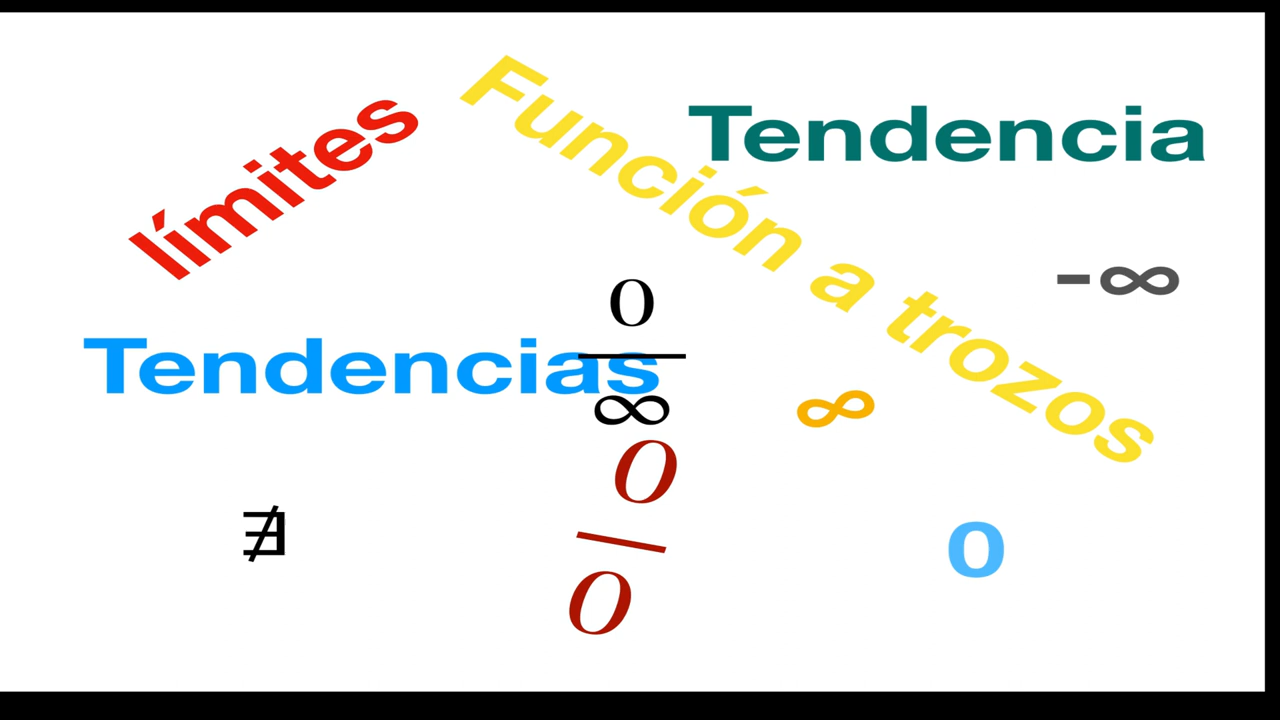 límites
Función a trozos
Tendencia
-∞
0
∞
Tendencias
∞
0
0
∄
0